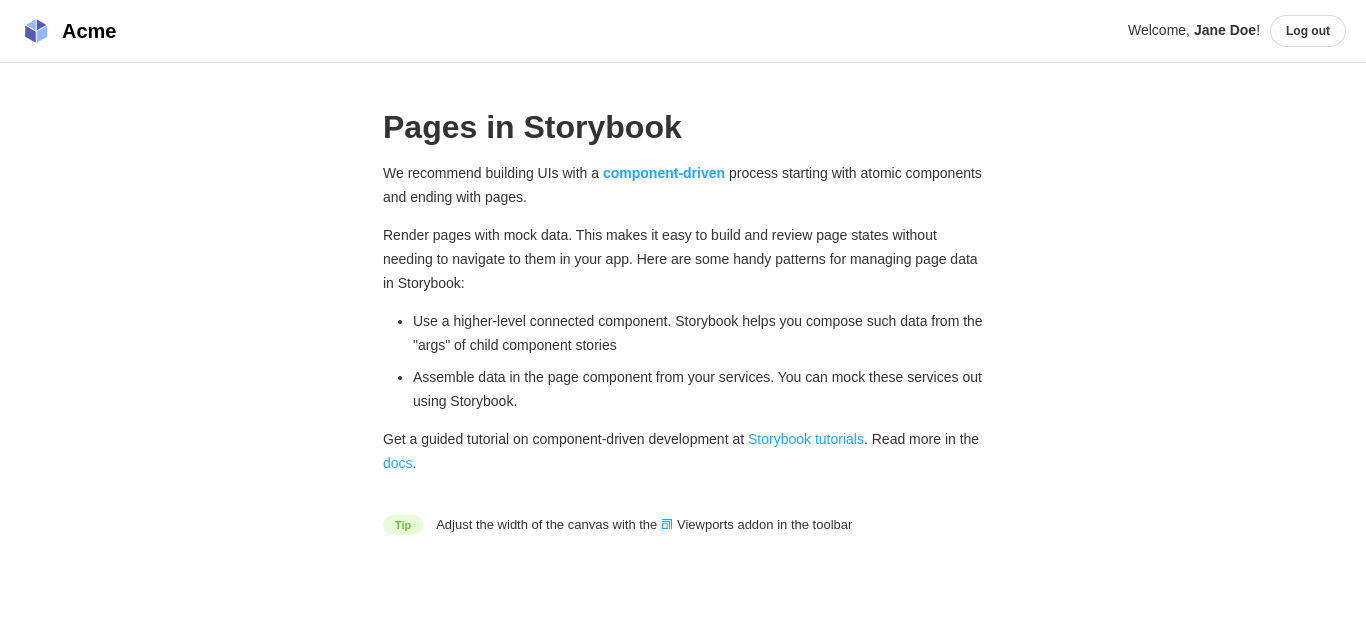 Acme
Welcome, Jane Doe!
Log out
Pages in Storybook
We recommend building UIs with a component-driven process starting with atomic components
and ending with pages.
Render pages with mock data. This makes it easy to build and review page states without
needing to navigate to them in your app. Here are some handy patterns for managing page data
in Storybook:
• Use a higher-level connected component. Storybook helps you compose such data from the
"args" of child component stories
• Assemble data in the page component from your services. You can mock these services out
using Storybook.
Get a guided tutorial on component-driven development at Storybook tutorials. Read more in the
docs.
Tip Adjust the width of the canvas with the Viewports addon in the toolbar